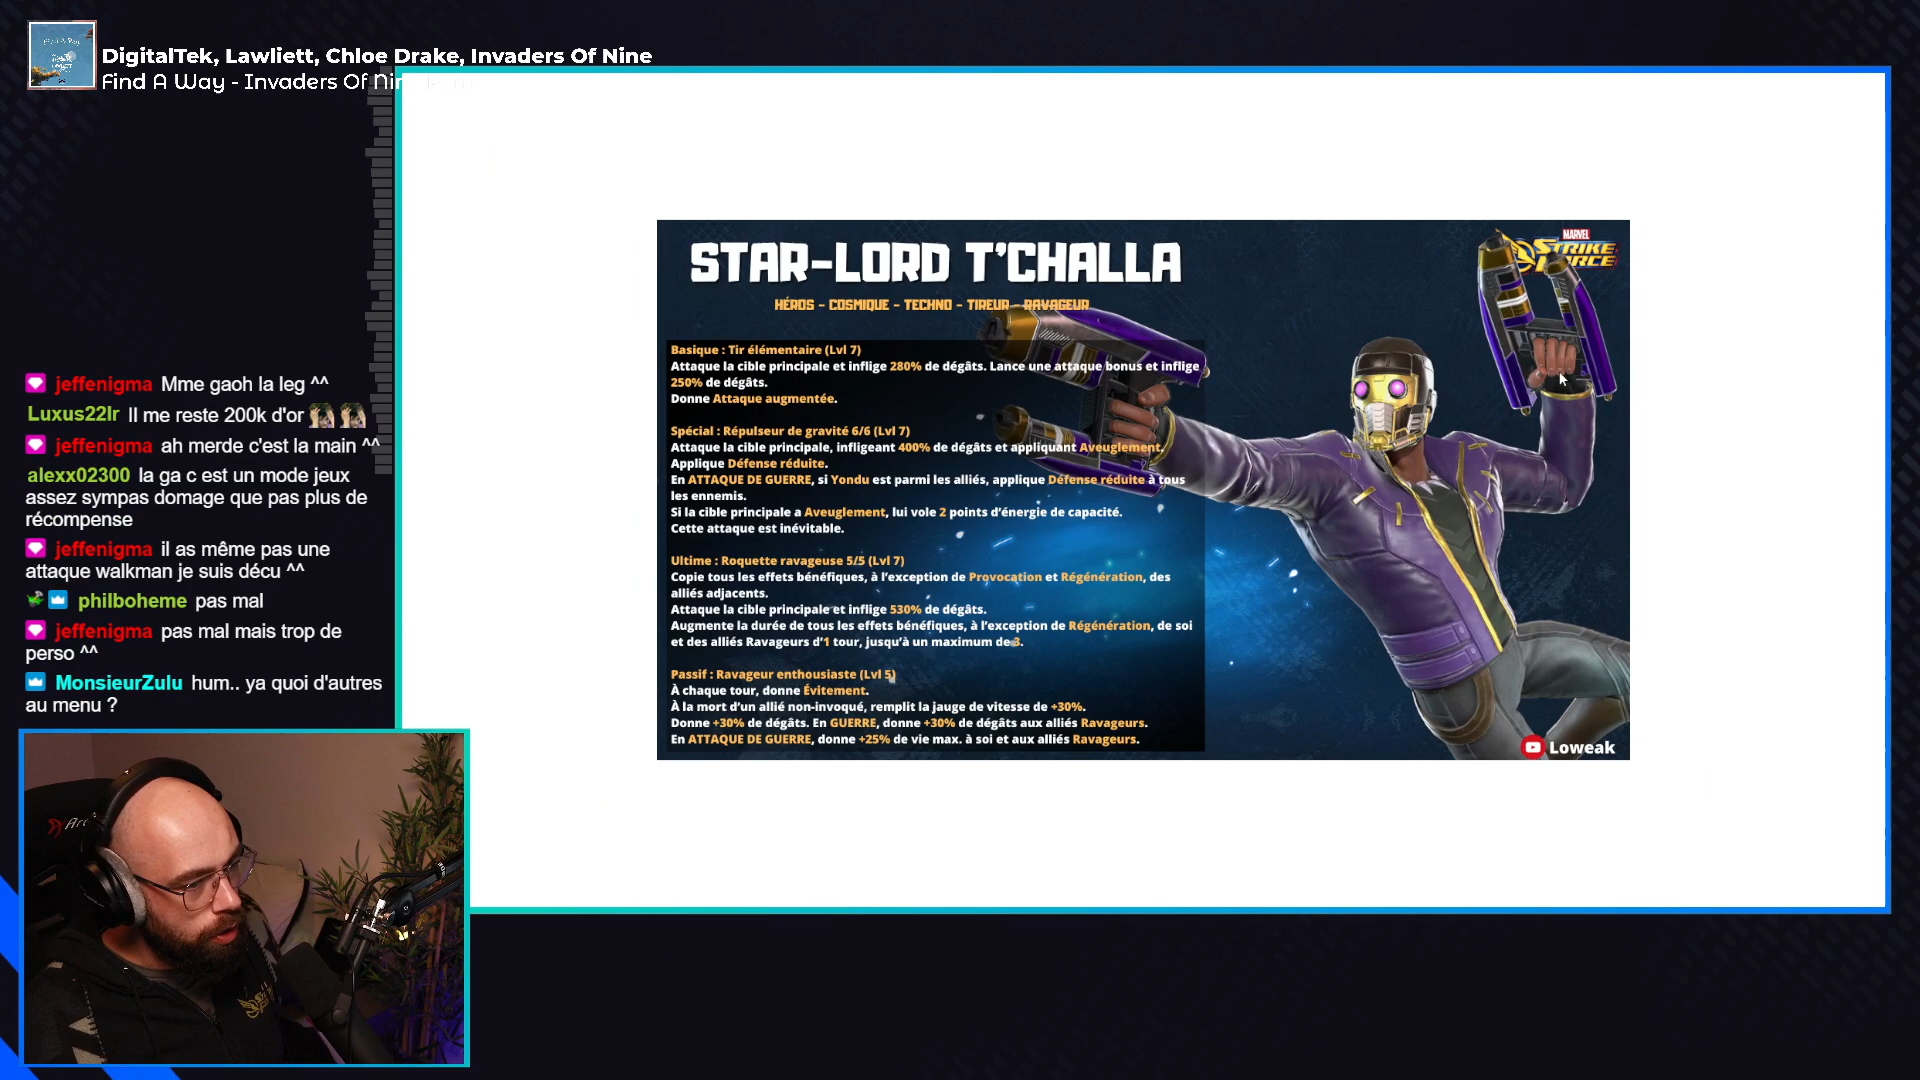 DigitalTek, Lawliett, Chloe Drake, Invaders Of Nine
Find A Way - Invaders Of Nine
jeffenigma Mme gaoh la leg ^^
Luxus22lr Il me reste 200k d'or
jeffenigma ah merde c'est la main ^^
alexx02300 la ga c est un mode jeux
assez sympas domage que pas plus de
récompense
jeffenigma il as même pas une
attaque walkman je suis décu ^^
philboheme pas mal
jeffenigma pas mal mais trop de
perso ^^
MonsieurZulu hum.. ya quoi d'autres
au menu ?
STAR-LORD T'CHALLA
HÉROS - COSMIQUE - TECHNO - TIREUR - RAVAGEUR
MARVEL
STRIKE
FORCE
Basique : Tir élémentaire (Lvl 7)
Attaque la cible principale et inflige 280% de dégâts. Lance une attaque bonus et inflige
250% de dégâts.
Donne Attaque augmentée.
Spécial : Répulseur de gravité 6/6 (Lvl 7)
Attaque la cible principale, infligeant 400% de dégâts et appliquant Aveuglement.
Applique Défense réduite.
En ATTAQUE DE GUERRE, si Yondu est parmi les alliés, applique Défense réduite à tous
les ennemis.
Si la cible principale a Aveuglement, lui vole 2 points d'énergie de capacité.
Cette attaque est inévitable.
Ultime : Roquette ravageuse 5/5 (Lvl 7)
Copie tous les effets bénéfiques, à l'exception de Provocation et Régénération, des
alliés adjacents.
Attaque la cible principale et inflige 530% de dégâts.
Augmente la durée de tous les effets bénéfiques, à l'exception de Régénération, de soi
et des alliés Ravageurs d'1 tour, jusqu'à un maximum de 3.
Passif : Ravageur enthousiaste (Lvl 5)
À chaque tour, donne Évitement.
À la mort d'un allié non-invoqué, remplit la jauge de vitesse de +30%.
Donne +30% de dégâts. En GUERRE, donne +30% de dégâts aux alliés Ravageurs.
En ATTAQUE DE GUERRE, donne +25% de vie max. à soi et aux alliés Ravageurs.
Loweak